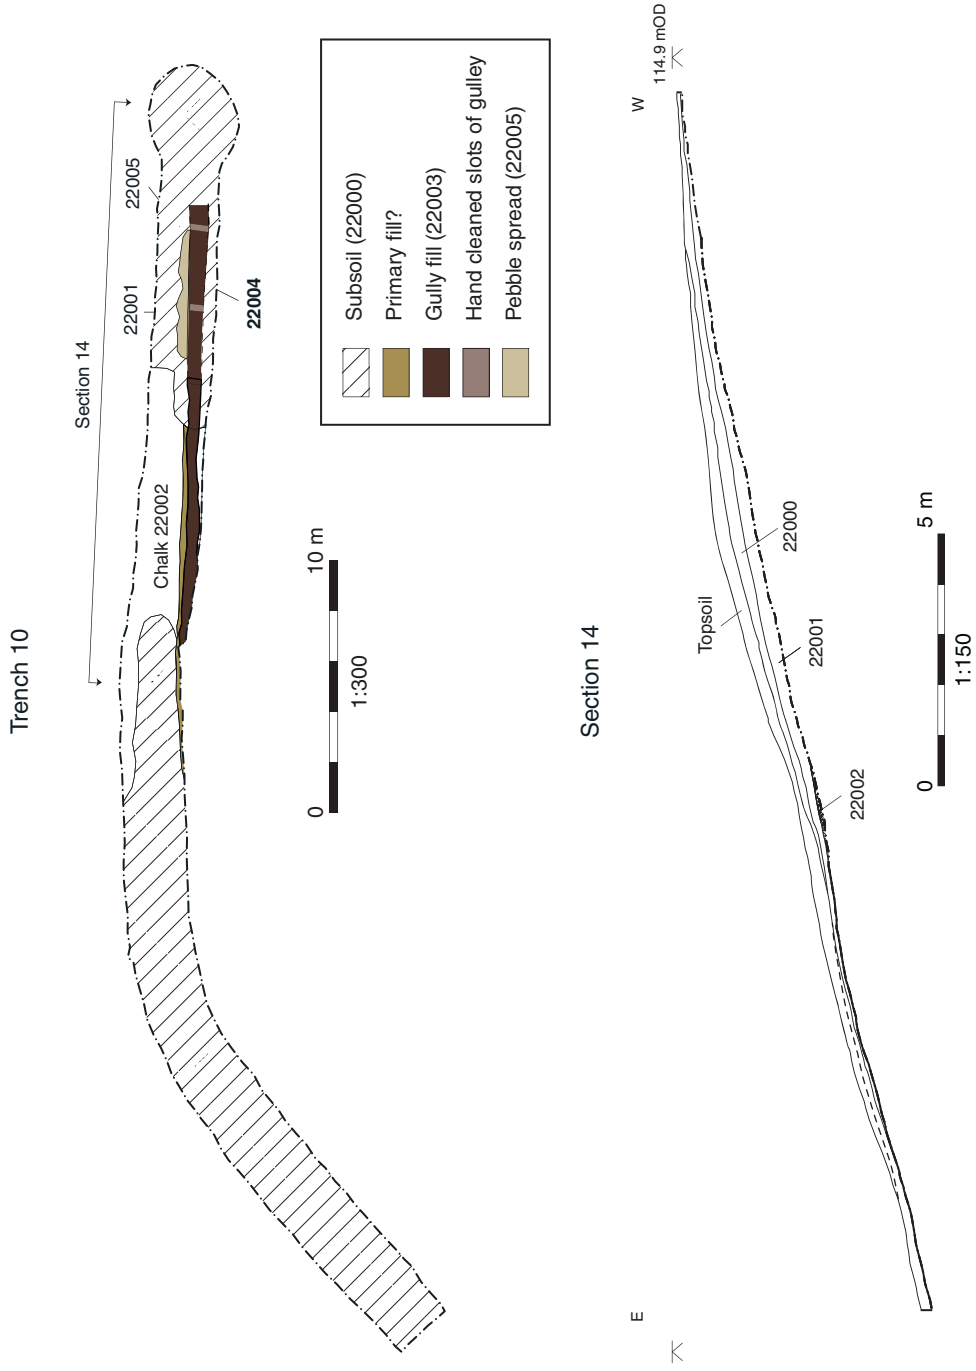 Trench 10
Section 14
22001
22005
Chalk 22002
22004
0
10 m
1:300
Subsoil (22000)
Primary fill?
Gully fill (22003)
Hand cleaned slots of gulley
Pebble spread (22005)
Section 14
E
W
114.9 mOD
Topsoil
22000
22001
22002
0
5 m
1:150